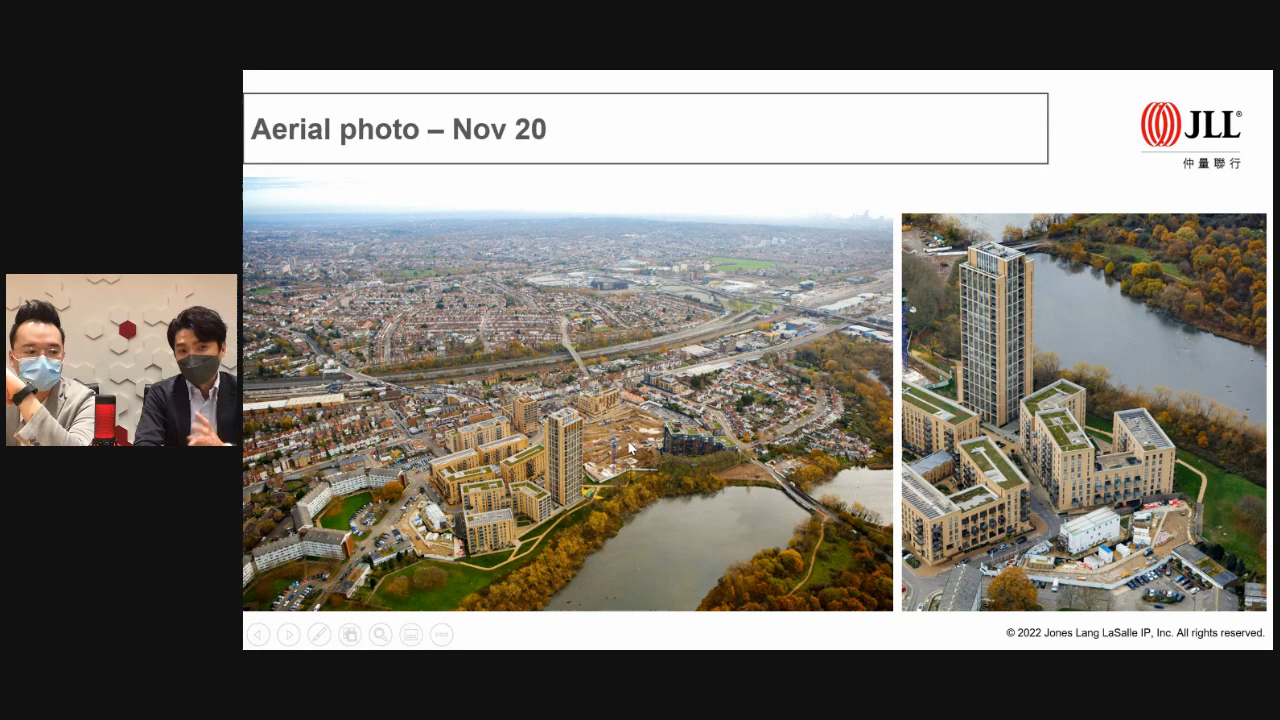 Aerial photo – Nov 20
JLL®
仲量聯行
© 2022 Jones Lang LaSalle IP, Inc. All rights reserved.